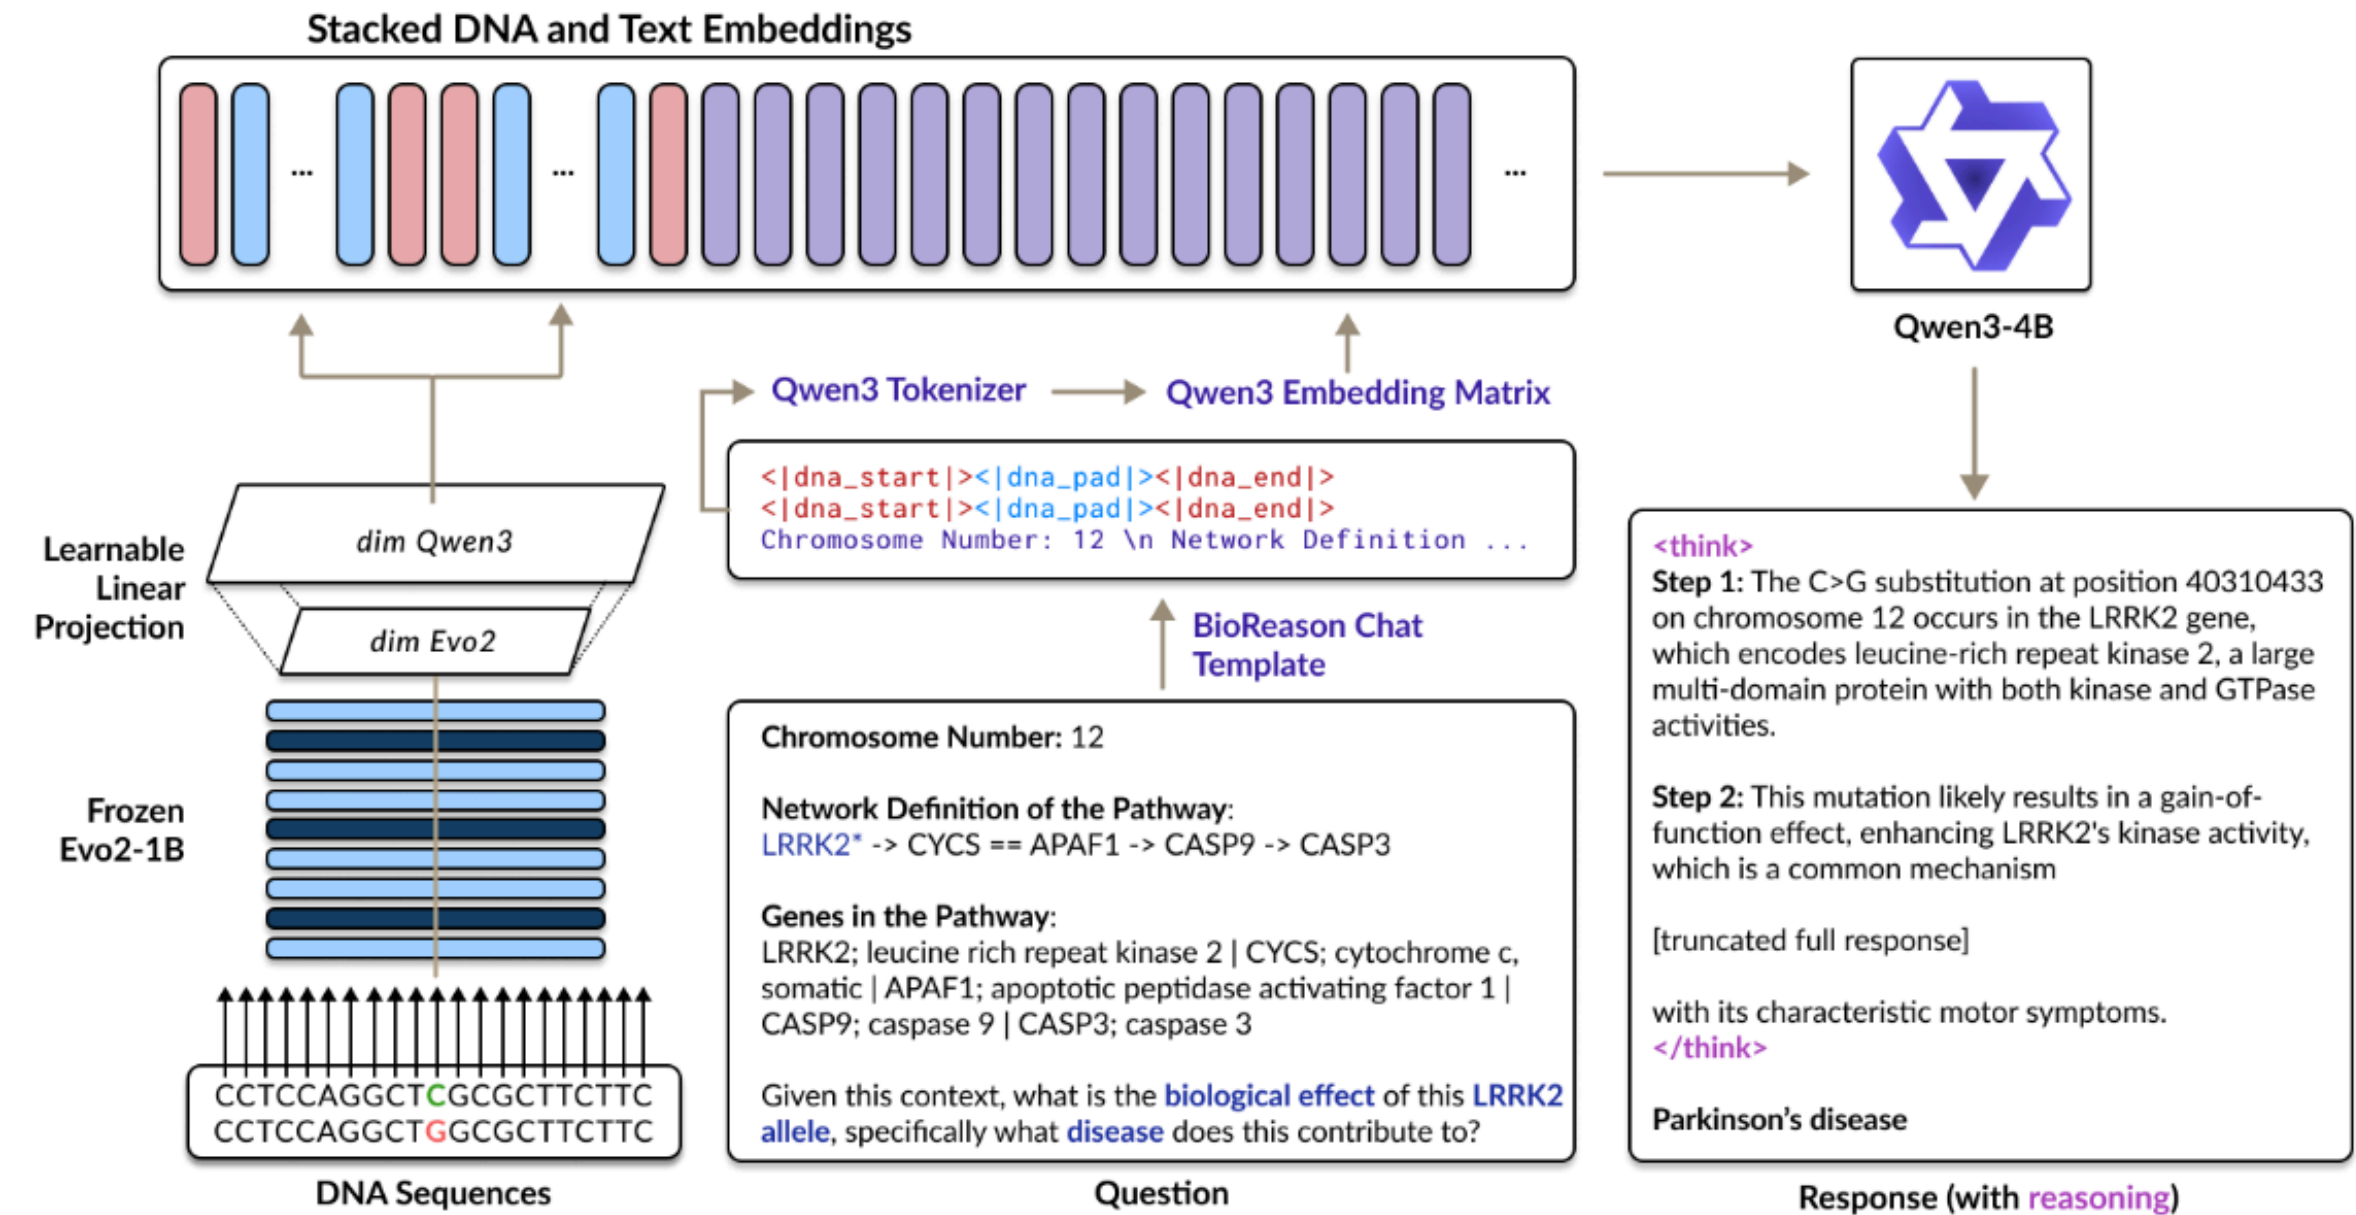 Stacked DNA and Text Embeddings
...
...
...
Qwen3-4B
Qwen3 Tokenizer
Qwen3 Embedding Matrix
<|dna_start|><|dna_pad|><|dna_end|>
<|dna_start|><|dna_pad|><|dna_end|>
Chromosome Number: 12 \n Network Definition ...
BioReason Chat
Template
Learnable
Linear
Projection
dim Qwen3
dim Evo2
Frozen
Evo2-1B
CCTCCAGGCTCGCGCTTCTTC
CCTCCAGGCTGGCGCTTCTTC
DNA Sequences
Chromosome Number: 12
Network Definition of the Pathway:
LRRK2* -> CYCS == APAF1 -> CASP9 -> CASP3
Genes in the Pathway:
LRRK2; leucine rich repeat kinase 2 | CYCS; cytochrome c,
somatic | APAF1; apoptotic peptidase activating factor 1 |
CASP9; caspase 9 | CASP3; caspase 3
Given this context, what is the biological effect of this LRRK2
allele, specifically what disease does this contribute to?
Question
<think>
Step 1: The C>G substitution at position 40310433
on chromosome 12 occurs in the LRRK2 gene,
which encodes leucine-rich repeat kinase 2, a large
multi-domain protein with both kinase and GTPase
activities.
Step 2: This mutation likely results in a gain-of-
function effect, enhancing LRRK2's kinase activity,
which is a common mechanism
[truncated full response]
with its characteristic motor symptoms.
</think>
Parkinson's disease
Response (with reasoning)